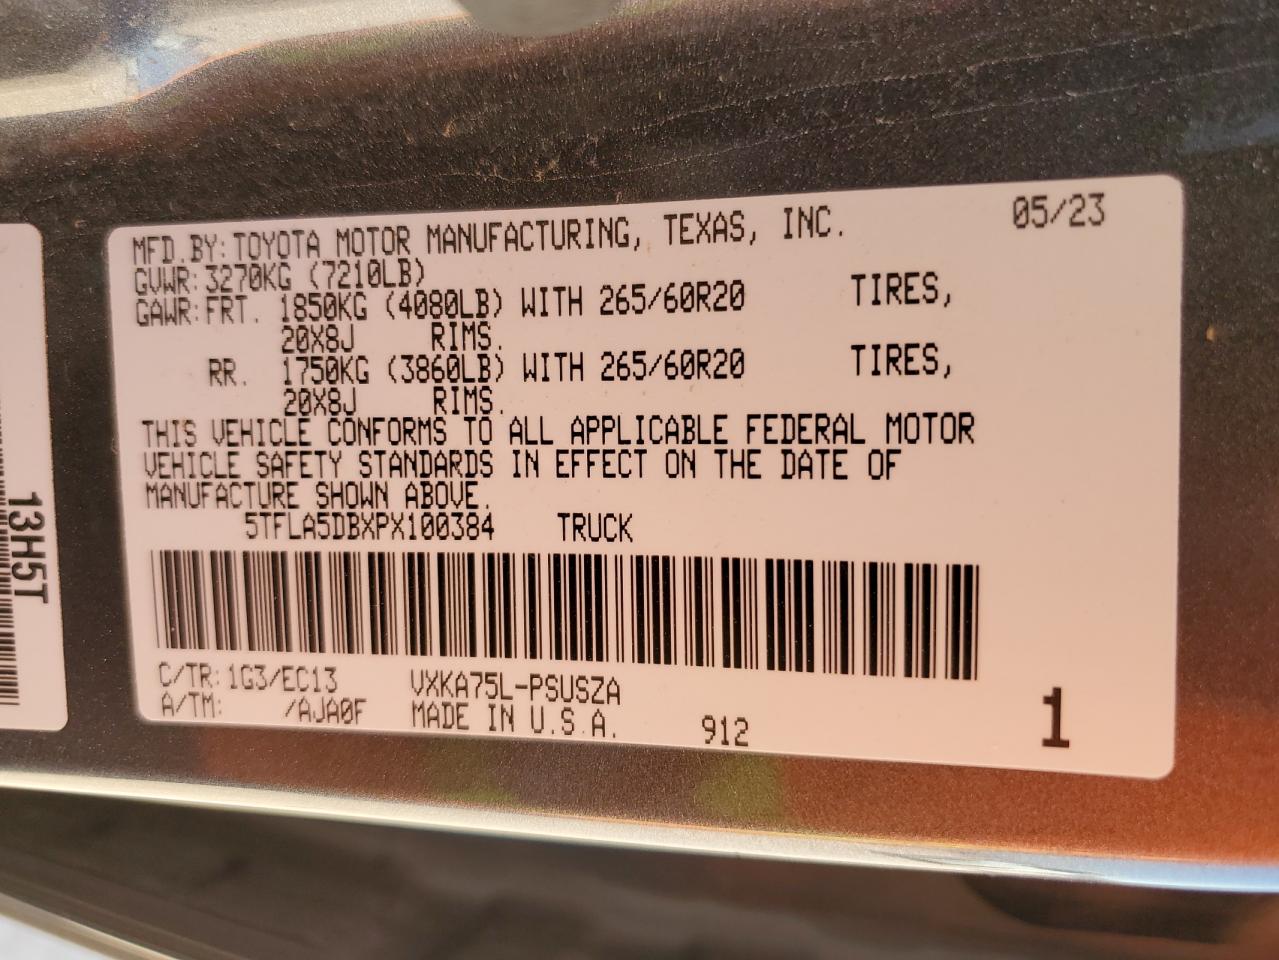 MFD.BY:TOYOTA MOTOR MANUFACTURING, TEXAS, INC. 05/23
GVWR:3270KG (7210LB)
GAWR:FRT. 1850KG (4080LB) WITH 265/60R20 TIRES,
20X8J RIMS.
RR. 1750KG (3860LB) WITH 265/60R20 TIRES,
20X8J RIMS.
THIS VEHICLE CONFORMS TO ALL APPLICABLE FEDERAL MOTOR
VEHICLE SAFETY STANDARDS IN EFFECT ON THE DATE OF
MANUFACTURE SHOWN ABOVE.
5TFLA5DBXPX100384 TRUCK
C/TR:1G3/EC13 VXKA75L-PSUSZA
A/TM: /AJA0F MADE IN U.S.A. 912 1
13H5T